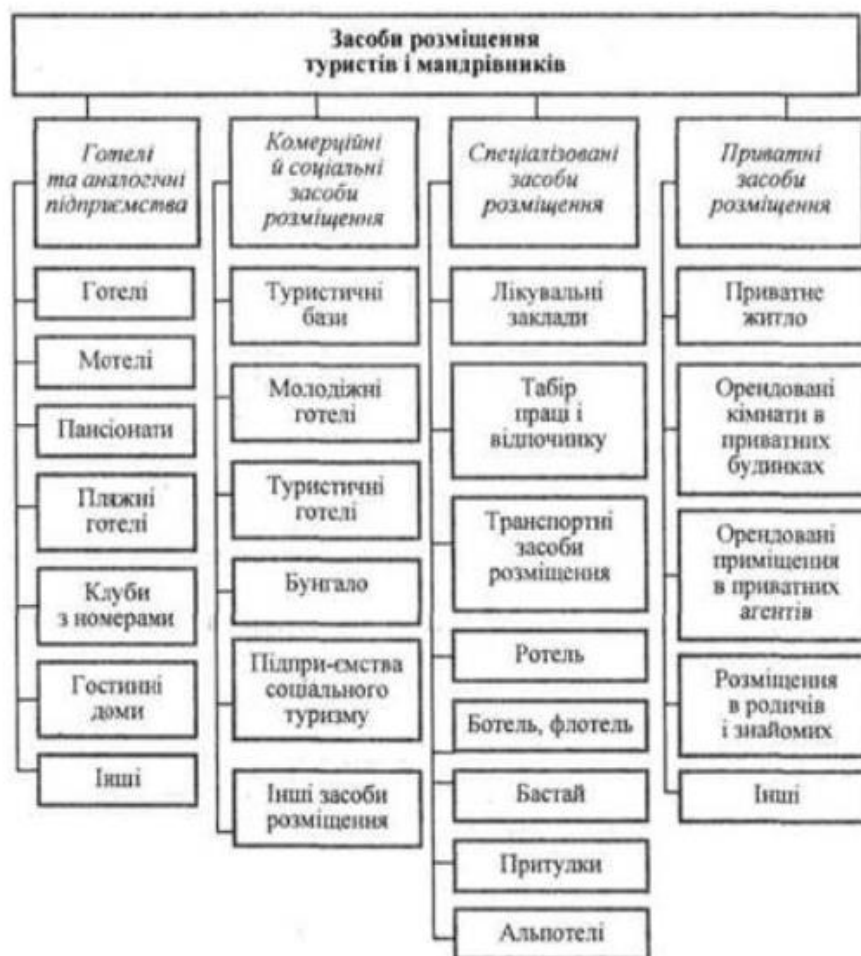 Засоби розміщення
туристів і мандрівників
Готелі
та аналогічні
підприємства
Готелі
Мотелі
Пансіонати
Пляжні
готелі
Клуби
з номерами
Гостинні
доми
Інші
Комерційні
й соціальні
засоби
розміщення
Туристичні
бази
Молодіжні
готелі
Туристичні
готелі
Бунгало
Підпри-ємства
соціального
туризму
Інші засоби
розміщення
Спеціалізовані
засоби
розміщення
Лікувальні
заклади
Табір
праці і
відпочинку
Транспортні
засоби
розміщення
Ротель
Ботель, флотель
Бастай
Притулки
Альпотелі
Приватні
засоби
розміщення
Приватне
житло
Орендовані
кімнати в
приватних
будинках
Орендовані
приміщення
в приватних
агентів
Розміщення
в родичів
і знайомих
Інші